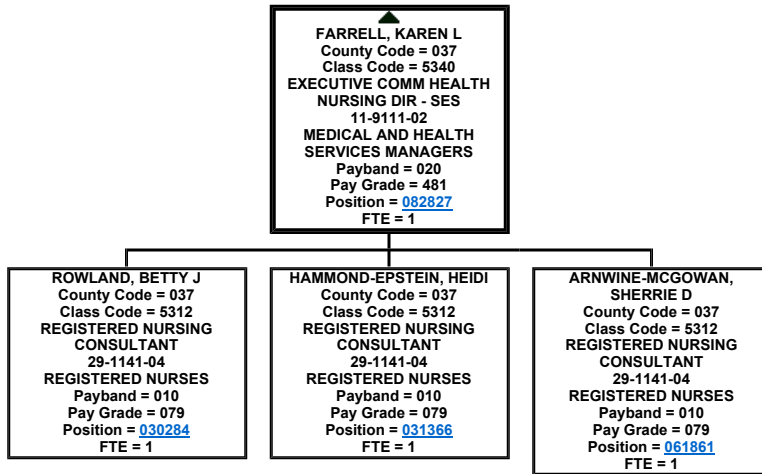 FARRELL, KAREN L
County Code = 037
Class Code = 5340
EXECUTIVE COMM HEALTH
NURSING DIR - SES
11-9111-02
MEDICAL AND HEALTH
SERVICES MANAGERS
Payband = 020
Pay Grade = 481
Position = 082827
FTE = 1
ROWLAND, BETTY J
County Code = 037
Class Code = 5312
REGISTERED NURSING
CONSULTANT
29-1141-04
REGISTERED NURSES
Payband = 010
Pay Grade = 079
Position = 030284
FTE = 1
HAMMOND-EPSTEIN, HEIDI
County Code = 037
Class Code = 5312
REGISTERED NURSING
CONSULTANT
29-1141-04
REGISTERED NURSES
Payband = 010
Pay Grade = 079
Position = 031366
FTE = 1
ARNWINE-MCGOWAN,
SHERRIE D
County Code = 037
Class Code = 5312
REGISTERED NURSING
CONSULTANT
29-1141-04
REGISTERED NURSES
Payband = 010
Pay Grade = 079
Position = 061861
FTE = 1